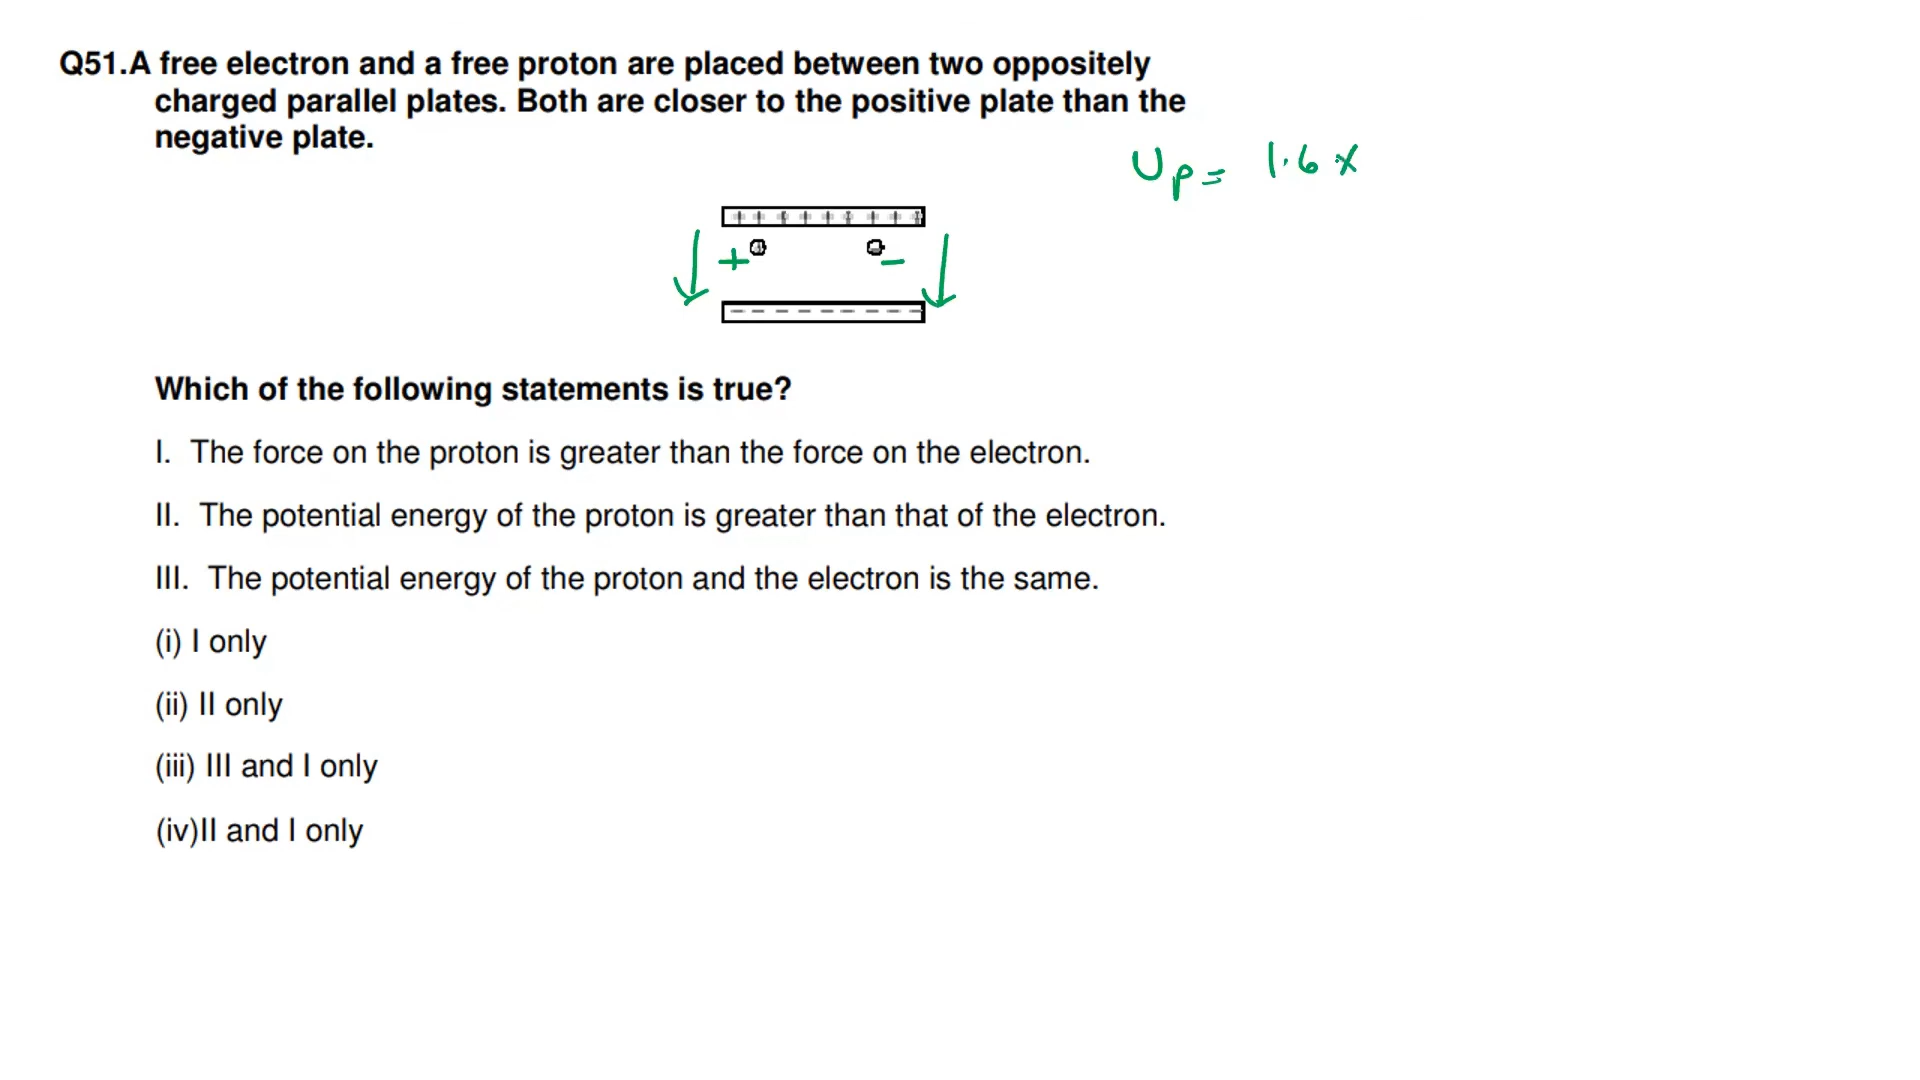 Q51.A free electron and a free proton are placed between two oppositely
charged parallel plates. Both are closer to the positive plate than the
negative plate.
U_P = 1.6 x
+ + + + + + + + +
+ -
- - - - - - - - -
Which of the following statements is true?
I. The force on the proton is greater than the force on the electron.
II. The potential energy of the proton is greater than that of the electron.
III. The potential energy of the proton and the electron is the same.
(i) I only
(ii) II only
(iii) III and I only
(iv)II and I only